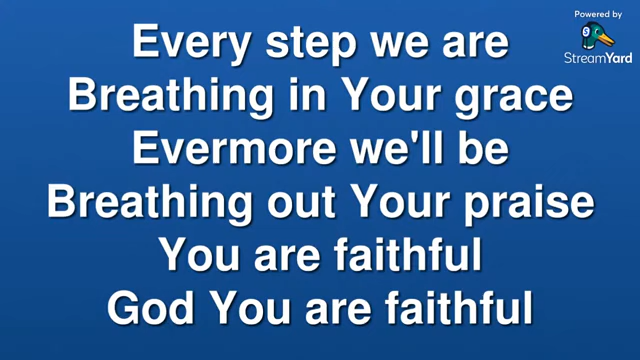 Powered by
StreamYard
Every step we are
Breathing in Your grace
Evermore we'll be
Breathing out Your praise
You are faithful
God You are faithful